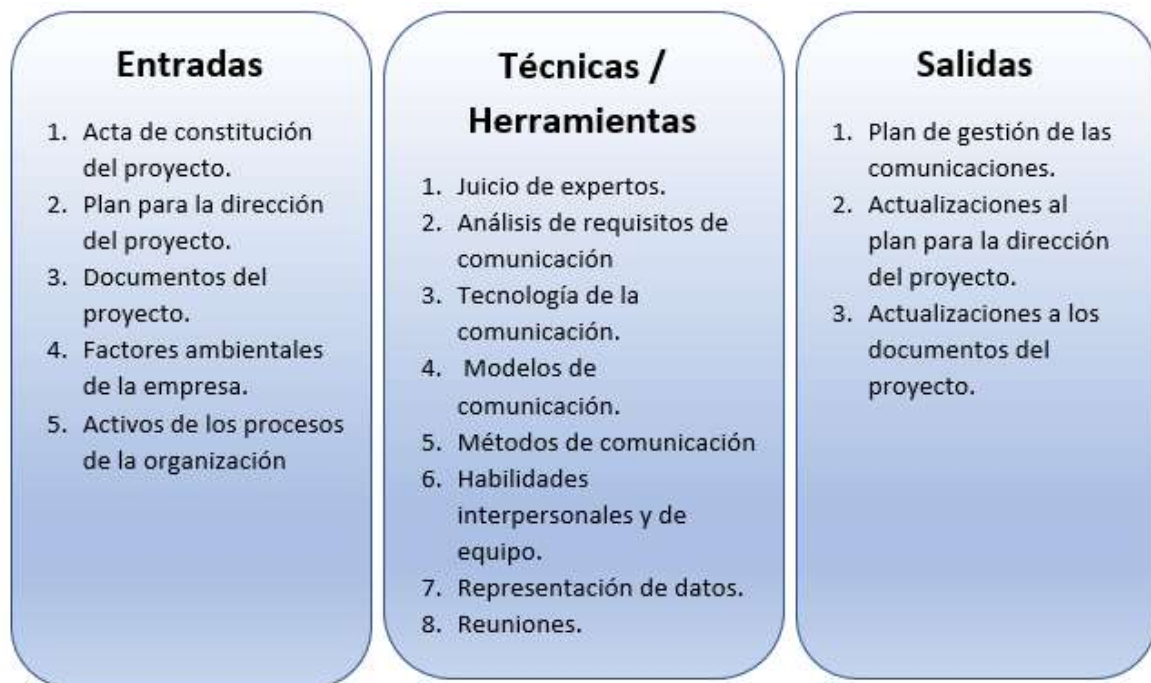 Entradas
1. Acta de constitución
del proyecto.
2. Plan para la dirección
del proyecto.
3. Documentos del
proyecto.
4. Factores ambientales
de la empresa.
5. Activos de los procesos
de la organización
Técnicas /
Herramientas
1. Juicio de expertos.
2. Análisis de requisitos de
comunicación
3. Tecnología de la
comunicación.
4. Modelos de
comunicación.
5. Métodos de comunicación
6. Habilidades
interpersonales y de
equipo.
7. Representación de datos.
8. Reuniones.
Salidas
1. Plan de gestión de las
comunicaciones.
2. Actualizaciones al
plan para la dirección
del proyecto.
3. Actualizaciones a los
documentos del
proyecto.